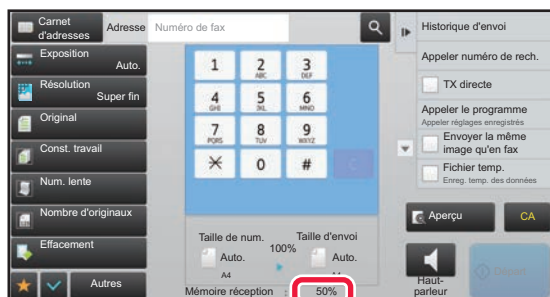 Carnet
d'adresses
Adresse
Numéro de fax
Exposition
Auto.
Résolution
Super fin
Original
Const. travail
Num. lente
Nombre d'originaux
Effacement
Autres
1
2
ABC
3
DEF
4
GHI
5
JKL
6
MNO
7
PQRS
8
TUV
9
WXYZ
0
#
C
Taille de num.
100%
Taille d'envoi
Auto.
A4
Auto.
A4
Mémoire réception : 50%
Historique d'envoi
Appeler numéro de rech.
TX directe
Appeler le programme
Appeler réglages enregistrés
Envoyer la même
image qu'en fax
Fichier temp.
Enreg. temp. des données
Aperçu
CA
Haut-
parleur
Départ